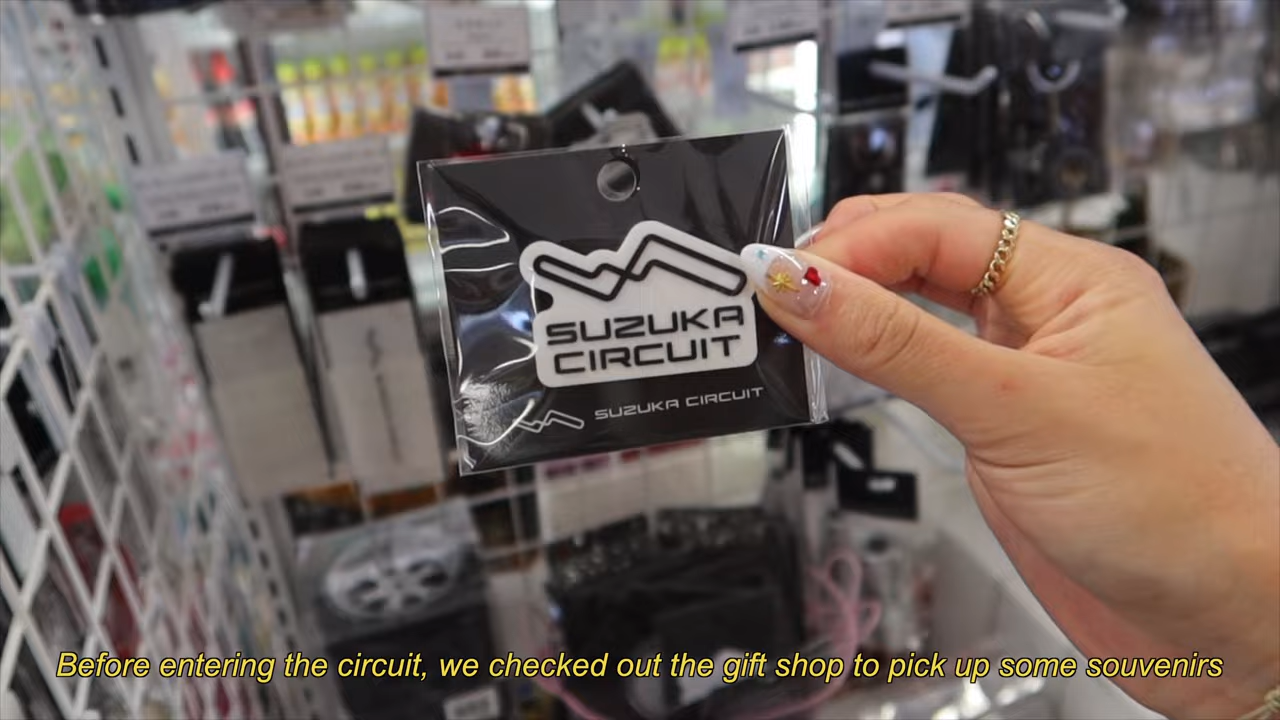 SUZUKA
CIRCUIT
SUZUKA CIRCUIT
Before entering the circuit, we checked out the gift shop to pick up some souvenirs